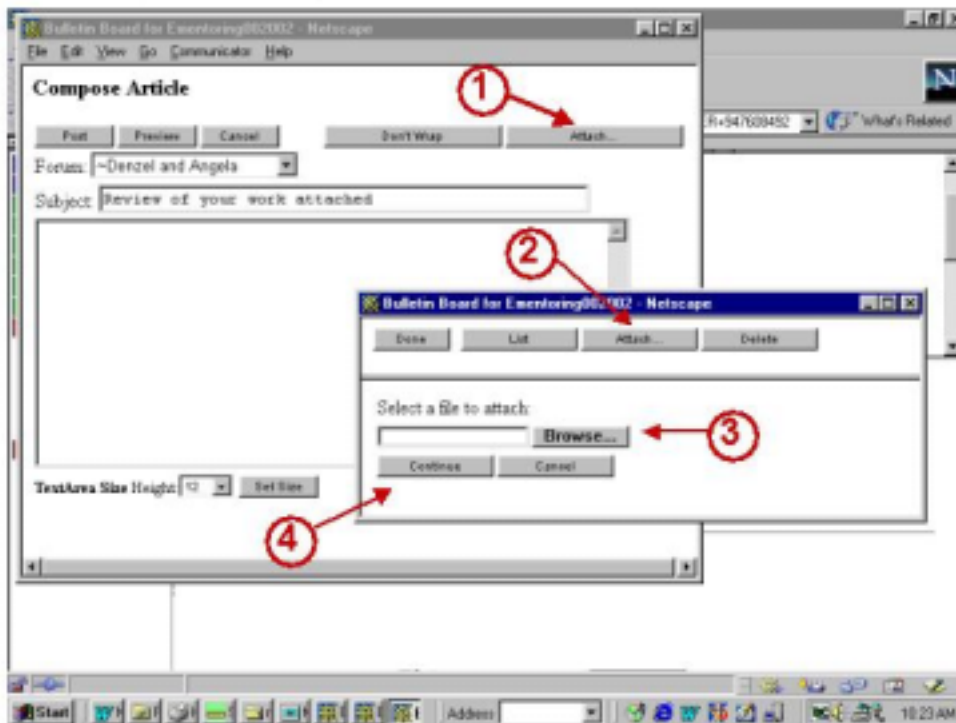 Bulletin Board for Ementoring002002 - Netscape
File Edit View Go Communicator Help
Compose Article
1
Post Preview Cancel Don't Wrap Attach...
What's Related
Forum: ~Denzel and Angela
Subject: Review of your work attached
2
Bulletin Board for Ementoring002002 - Netscape
Done List Attach... Delete
Select a file to attach:
Browse...
3
Continue Cancel
TextArea Size Height: 12 Set Size
4
Start Address 10:23 AM